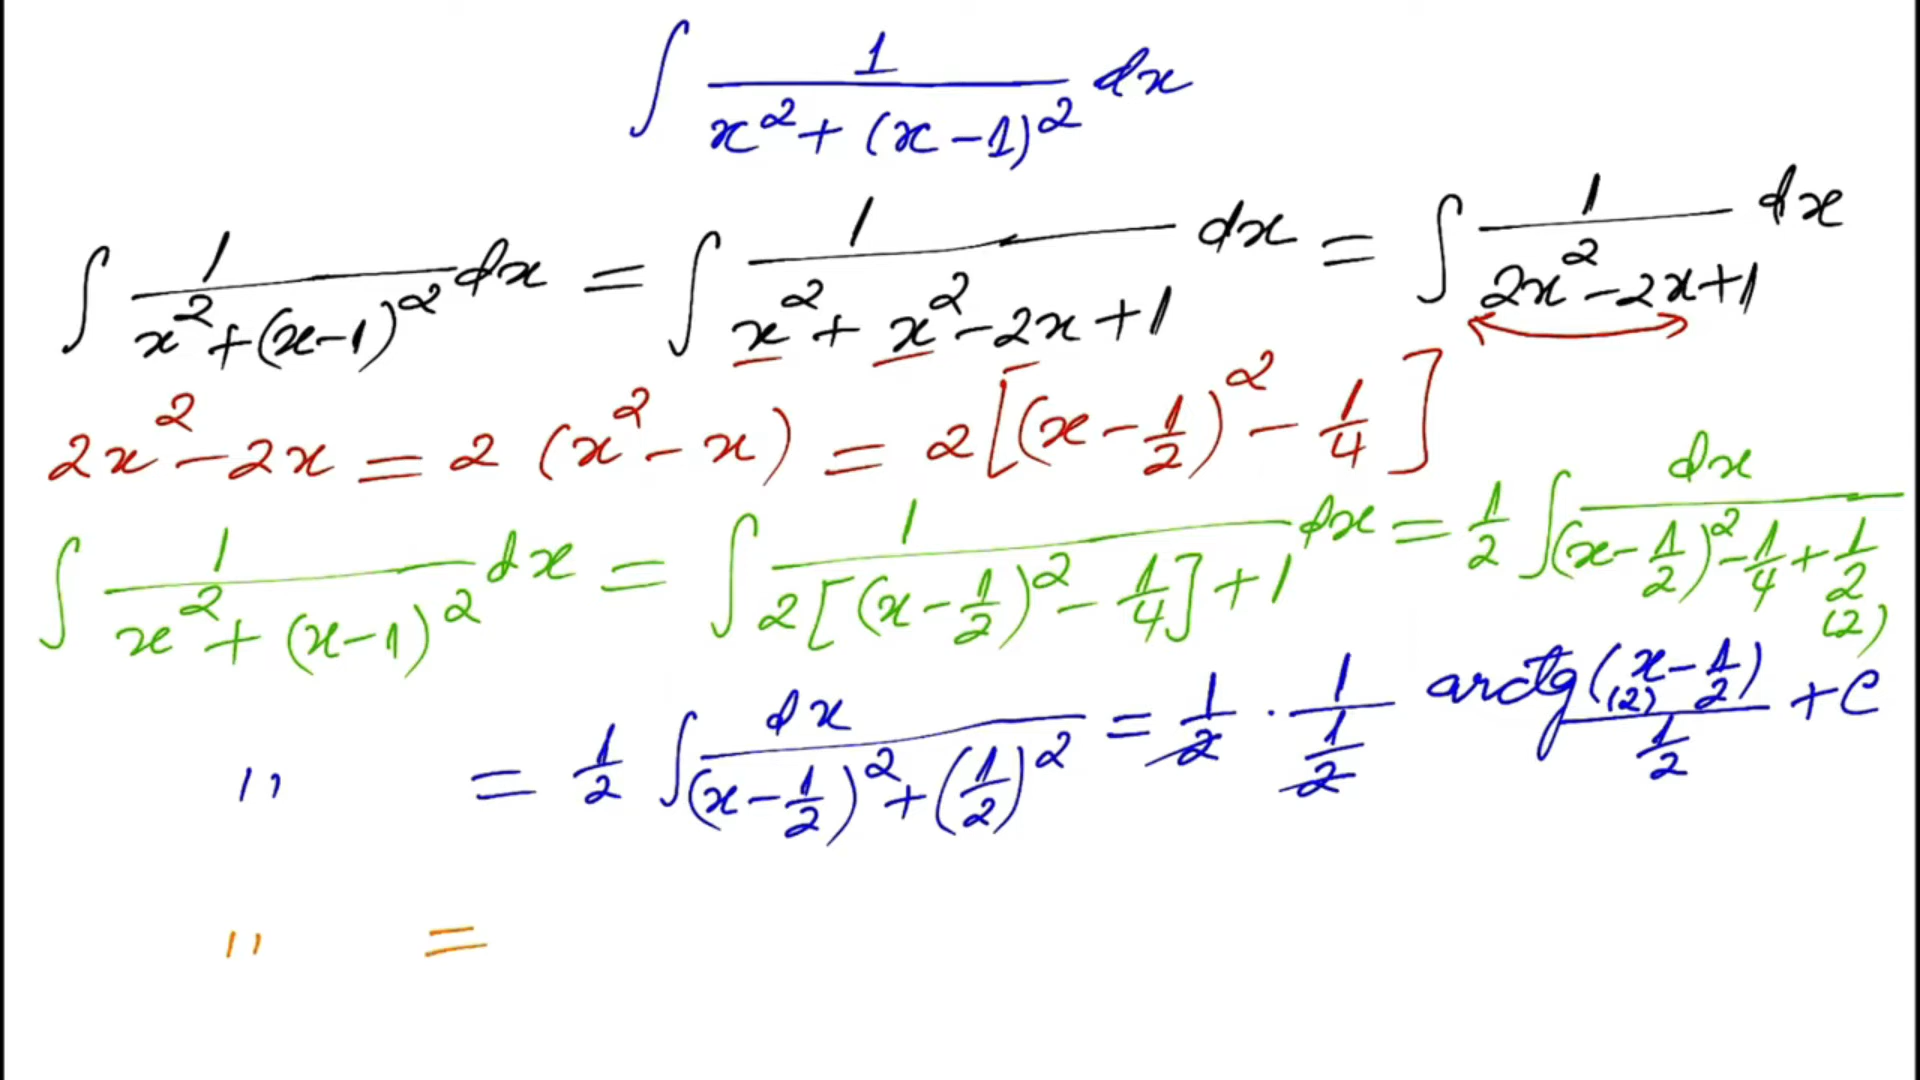 ∫ 1/(x² + (x-1)²) dx
∫ 1/(x² + (x-1)²) dx = ∫ 1/(x² + x² - 2x + 1) dx = ∫ 1/(2x² - 2x + 1) dx
2x² - 2x = 2(x² - x) = 2[(x - 1/2)² - 1/4]
∫ 1/(x² + (x-1)²) dx = ∫ 1/(2[(x - 1/2)² - 1/4] + 1) dx = 1/2 ∫ dx/((x - 1/2)² - 1/4 + 1/2) (2)
" = 1/2 ∫ dx/((x - 1/2)² + (1/2)²) = 1/2 · 1/(1/2) arctg (x - 1/2)/(1/2) + C (2)
" =